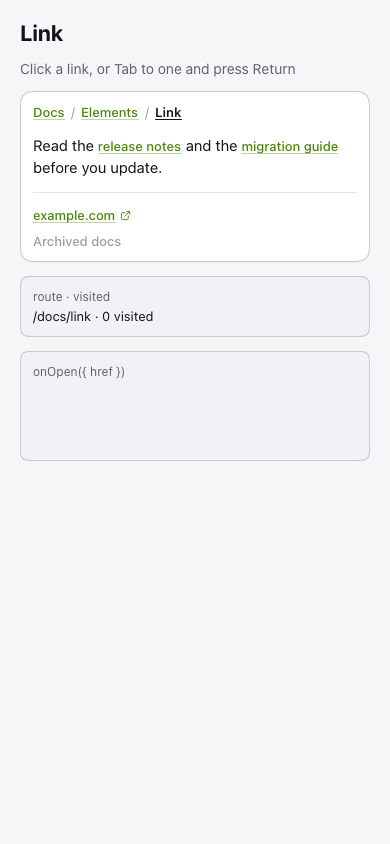 Link
Click a link, or Tab to one and press Return
Docs / Elements / Link
Read the release notes and the migration guide
before you update.
example.com
Archived docs
route · visited
/docs/link · 0 visited
onOpen({ href })